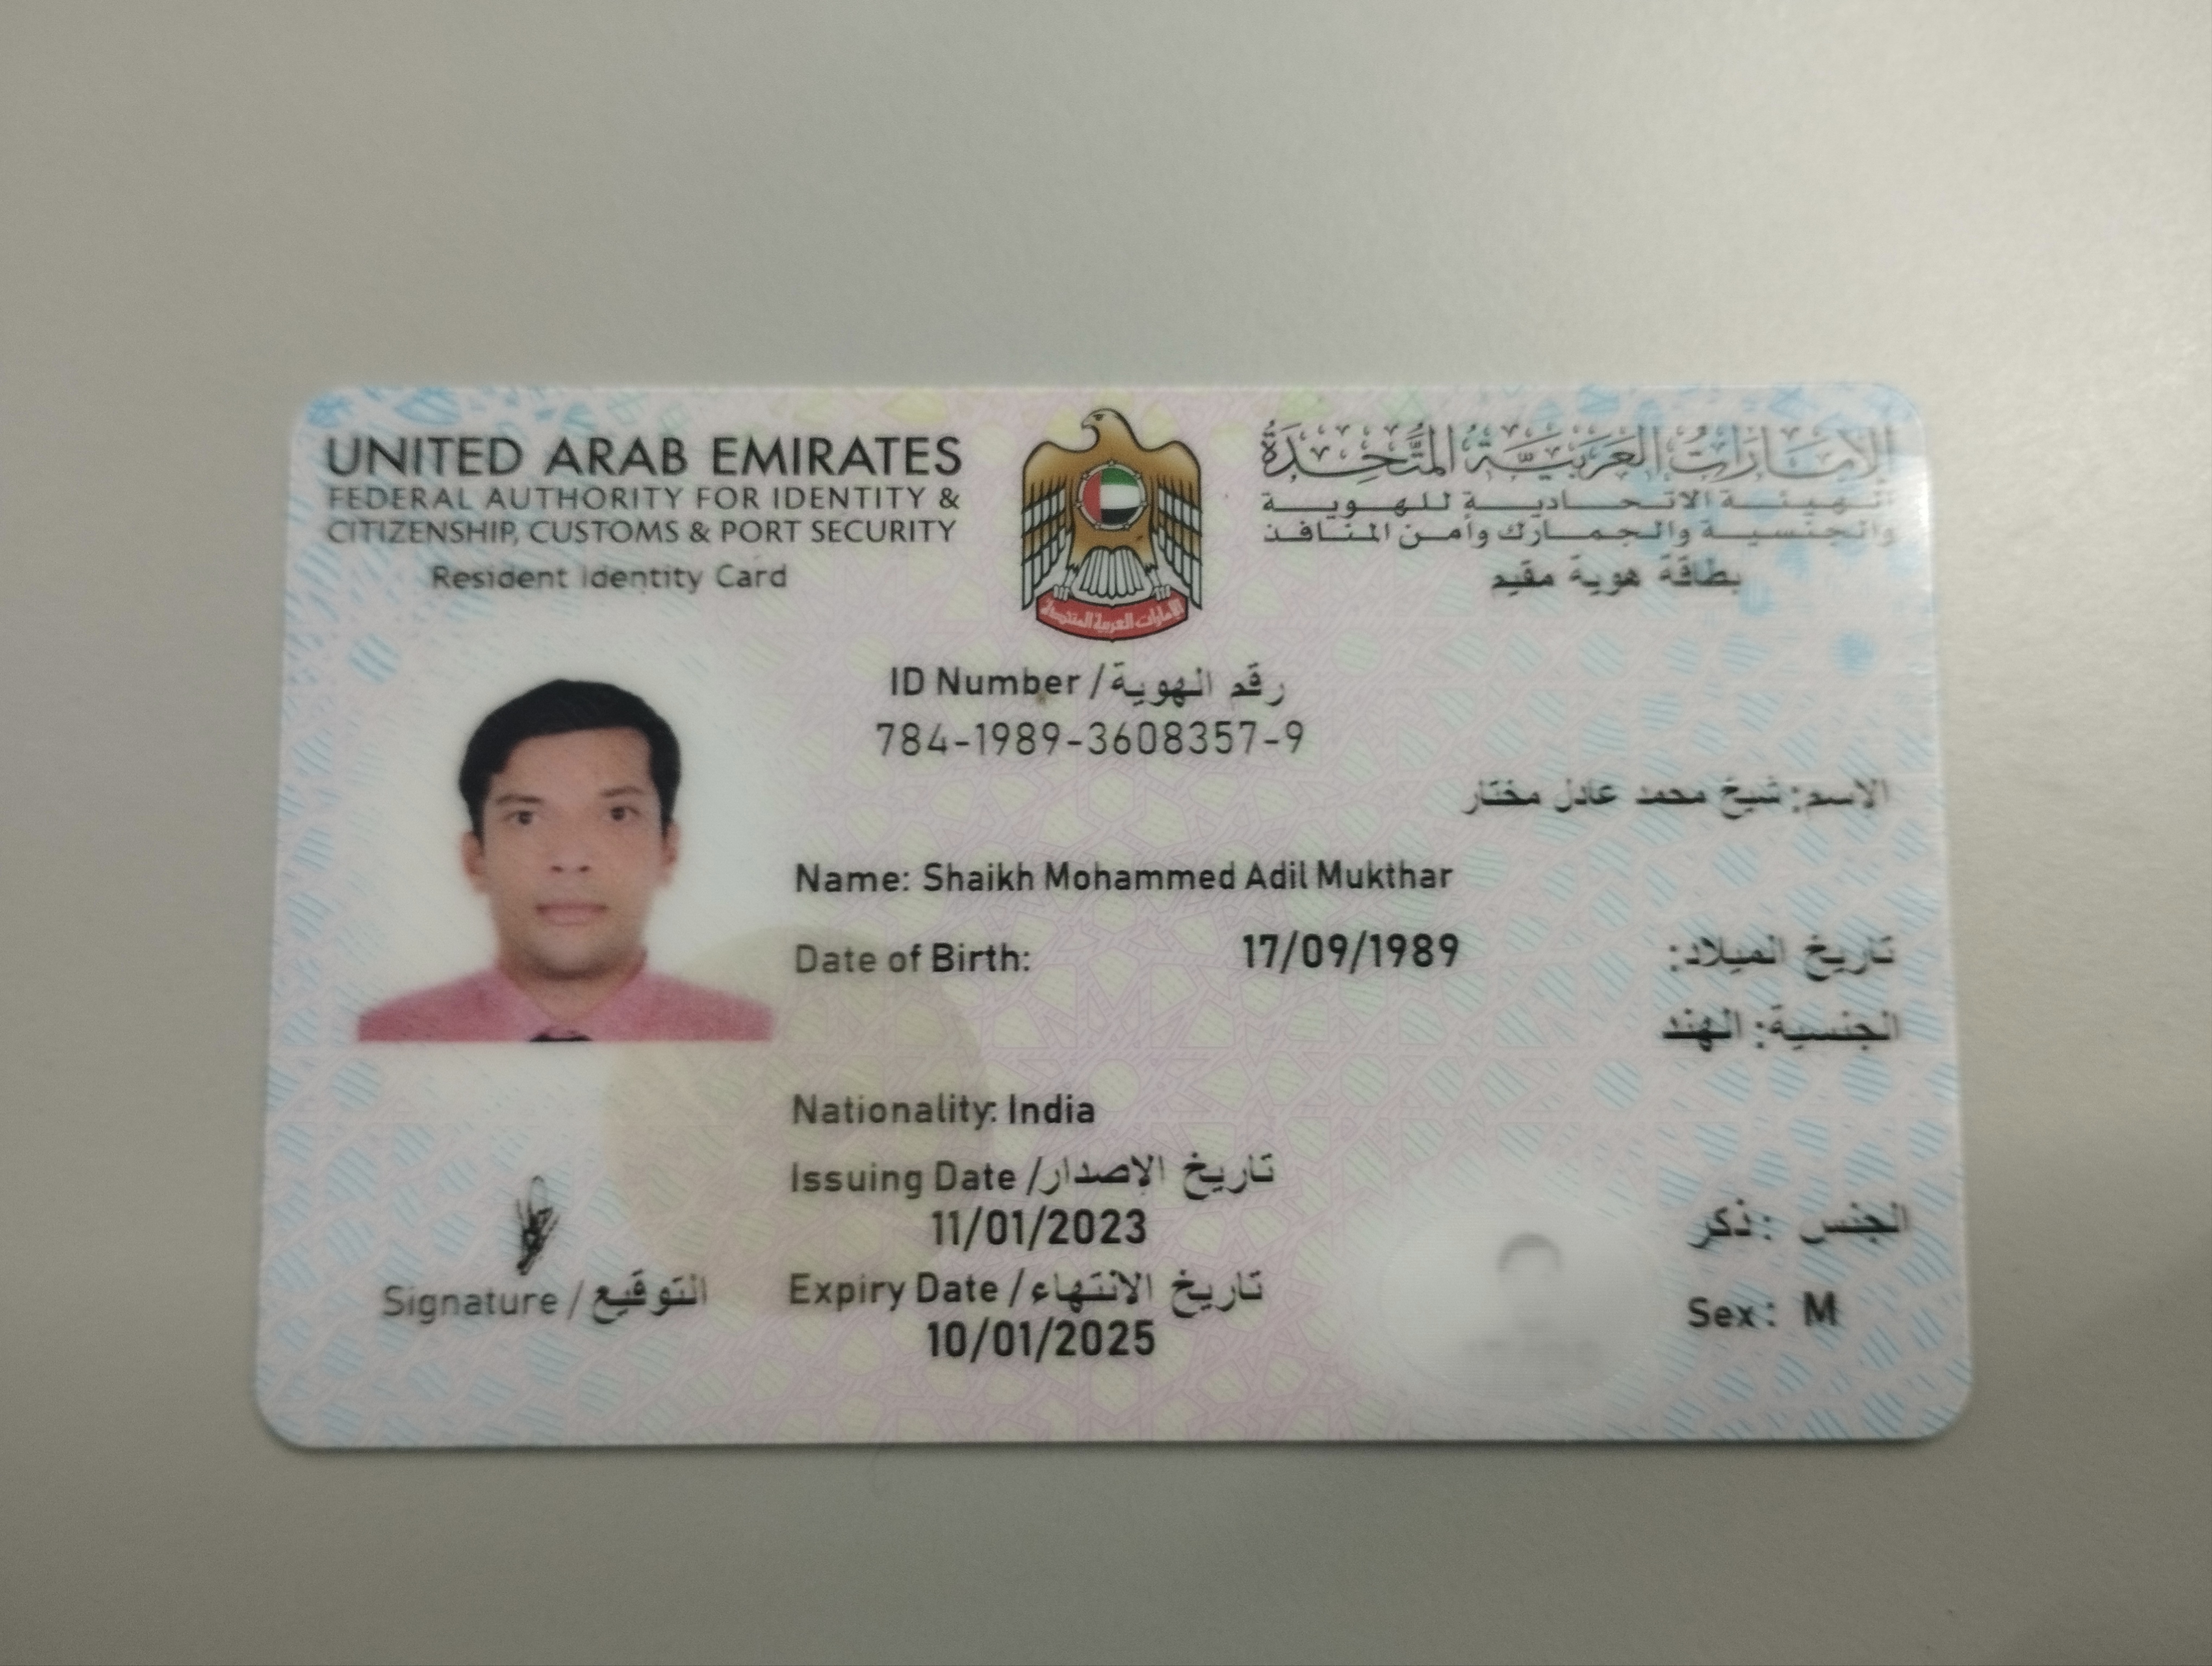 UNITED ARAB EMIRATES
FEDERAL AUTHORITY FOR IDENTITY &
CITIZENSHIP, CUSTOMS & PORT SECURITY
Resident Identity Card
الإمارات العربية المتحدة
الهيئة الاتحادية للهوية
والجنسية والجمارك وأمن المنافذ
بطاقة هوية مقيم
الإمارات العربية المتحدة
ID Number / رقم الهوية
784-1989-3608357-9
الاسم: شيخ محمد عادل مختار
Name: Shaikh Mohammed Adil Mukthar
Date of Birth: 17/09/1989 تاريخ الميلاد:
الجنسية: الهند
Nationality: India
Issuing Date / تاريخ الإصدار
11/01/2023
الجنس : ذكر
Expiry Date / تاريخ الانتهاء
10/01/2025
Sex: M
Signature / التوقيع